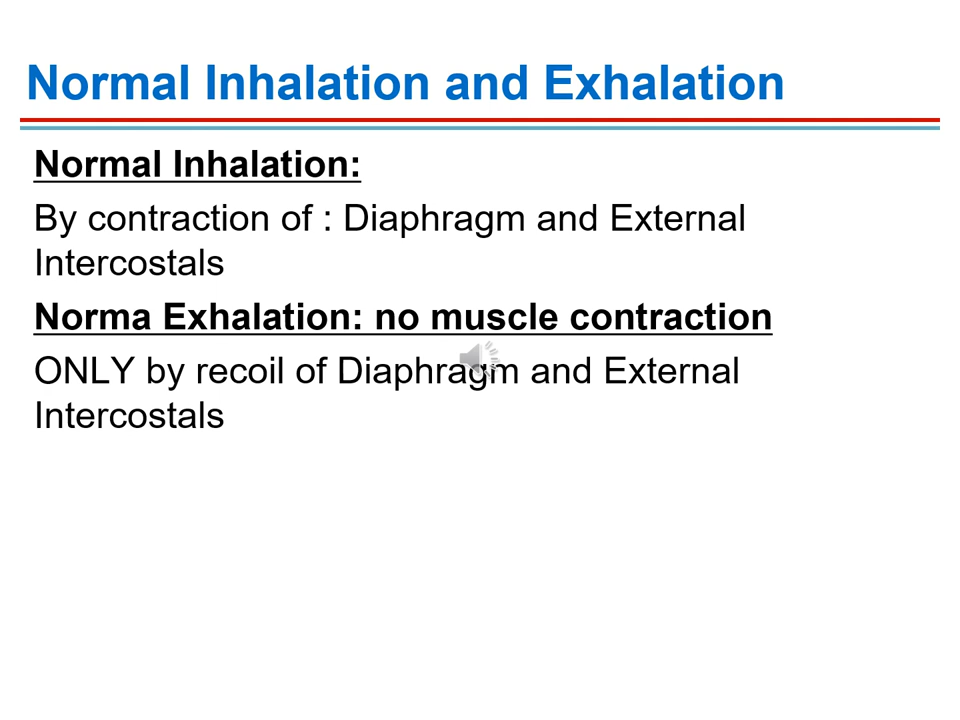 Normal Inhalation and Exhalation
Normal Inhalation:
By contraction of : Diaphragm and External
Intercostals
Norma Exhalation: no muscle contraction
ONLY by recoil of Diaphragm and External
Intercostals